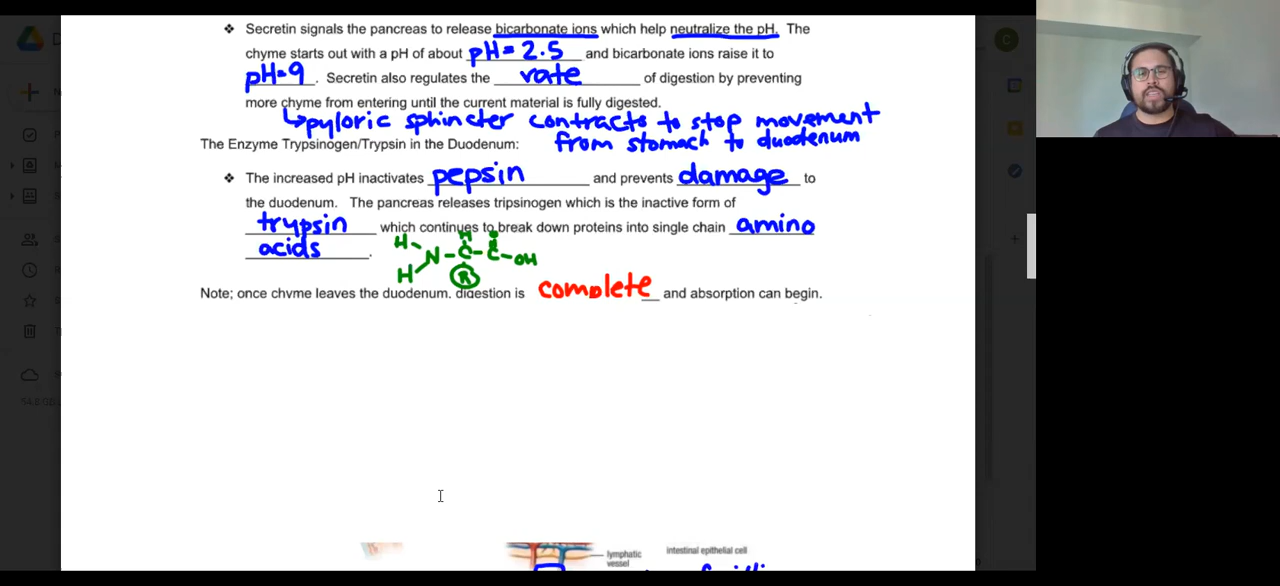 ❖ Secretin signals the pancreas to release bicarbonate ions which help neutralize the pH. The
chyme starts out with a pH of about pH = 2.5 and bicarbonate ions raise it to
pH=9. Secretin also regulates the rate of digestion by preventing
more chyme from entering until the current material is fully digested.
↳pyloric sphincter contracts to stop movement
from stomach to duodenum
The Enzyme Trypsinogen/Trypsin in the Duodenum:
❖ The increased pH inactivates pepsin and prevents damage to
the duodenum. The pancreas releases tripsinogen which is the inactive form of
trypsin which continues to break down proteins into single chain amino
acids.
H H O
N-C-C-OH
H R
Note; once chyme leaves the duodenum, digestion is complete and absorption can begin.
lymphatic
vessel
intestinal epithelial cell
C